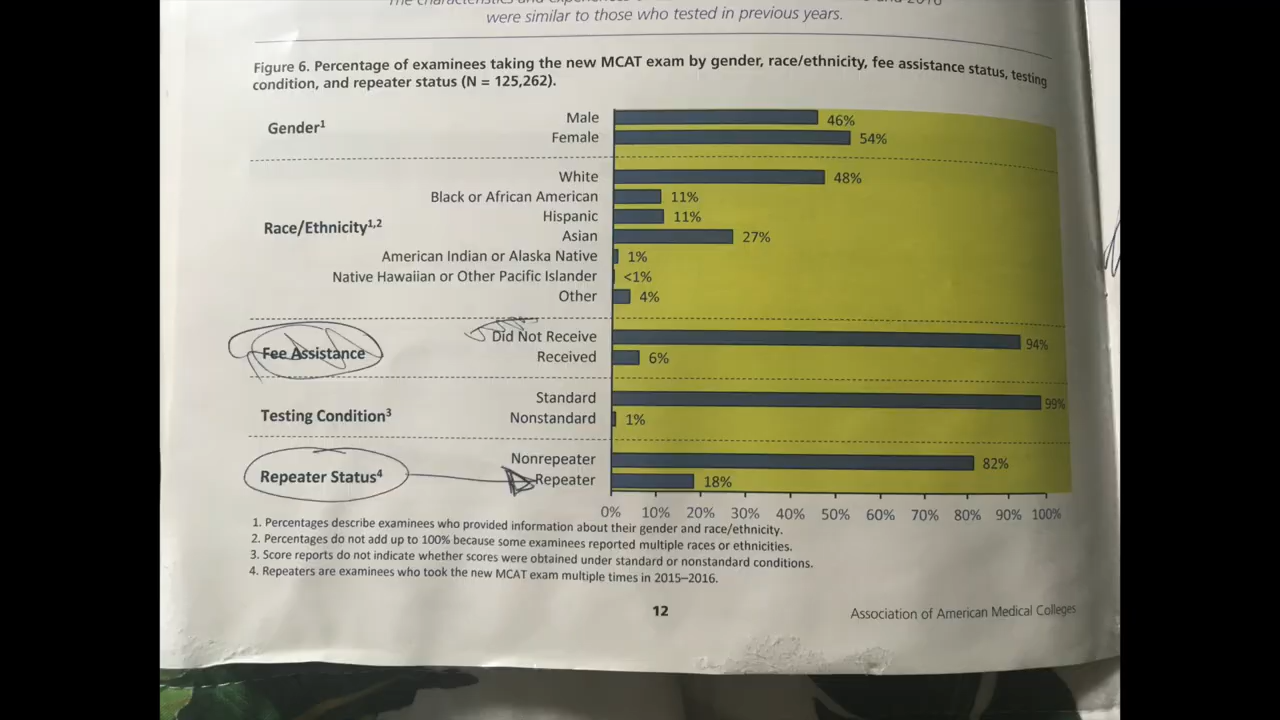 were similar to those who tested in previous years.
Figure 6. Percentage of examinees taking the new MCAT exam by gender, race/ethnicity, fee assistance status, testing
condition, and repeater status (N = 125,262).
Gender1
Male 46%
Female 54%
Race/Ethnicity1,2
White 48%
Black or African American 11%
Hispanic 11%
Asian 27%
American Indian or Alaska Native 1%
Native Hawaiian or Other Pacific Islander <1%
Other 4%
Fee Assistance
Did Not Receive 94%
Received 6%
Testing Condition3
Standard 99%
Nonstandard 1%
Repeater Status4
Nonrepeater 82%
Repeater 18%
0% 10% 20% 30% 40% 50% 60% 70% 80% 90% 100%
1. Percentages describe examinees who provided information about their gender and race/ethnicity.
2. Percentages do not add up to 100% because some examinees reported multiple races or ethnicities.
3. Score reports do not indicate whether scores were obtained under standard or nonstandard conditions.
4. Repeaters are examinees who took the new MCAT exam multiple times in 2015–2016.
12
Association of American Medical Colleges